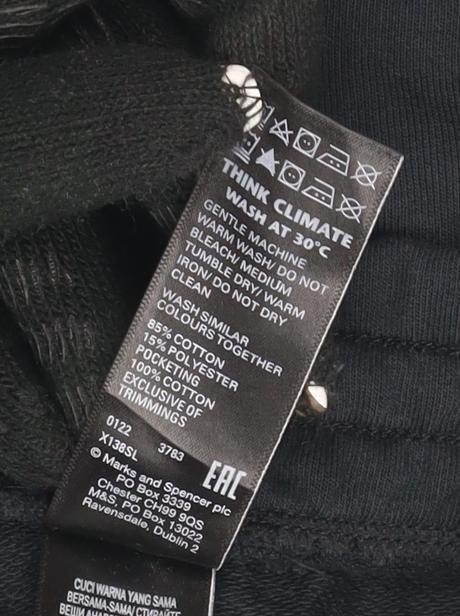 THINK CLIMATE
WASH AT 30°C
GENTLE MACHINE
WARM WASH/ DO NOT
BLEACH/ MEDIUM
TUMBLE DRY/ WARM
IRON/ DO NOT DRY
CLEAN
WASH SIMILAR
COLOURS TOGETHER
85% COTTON
15% POLYESTER
POCKETING
100% COTTON
EXCLUSIVE OF
TRIMMINGS
0122 3783
X138SL
EAC
© Marks and Spencer plc
PO Box 3339
Chester CH99 9QS
M&S, PO Box 13022
Ravensdale, Dublin 2
CUCI WARNA YANG SAMA
BERSAMA-SAMA/ СТИРАЙТЕ